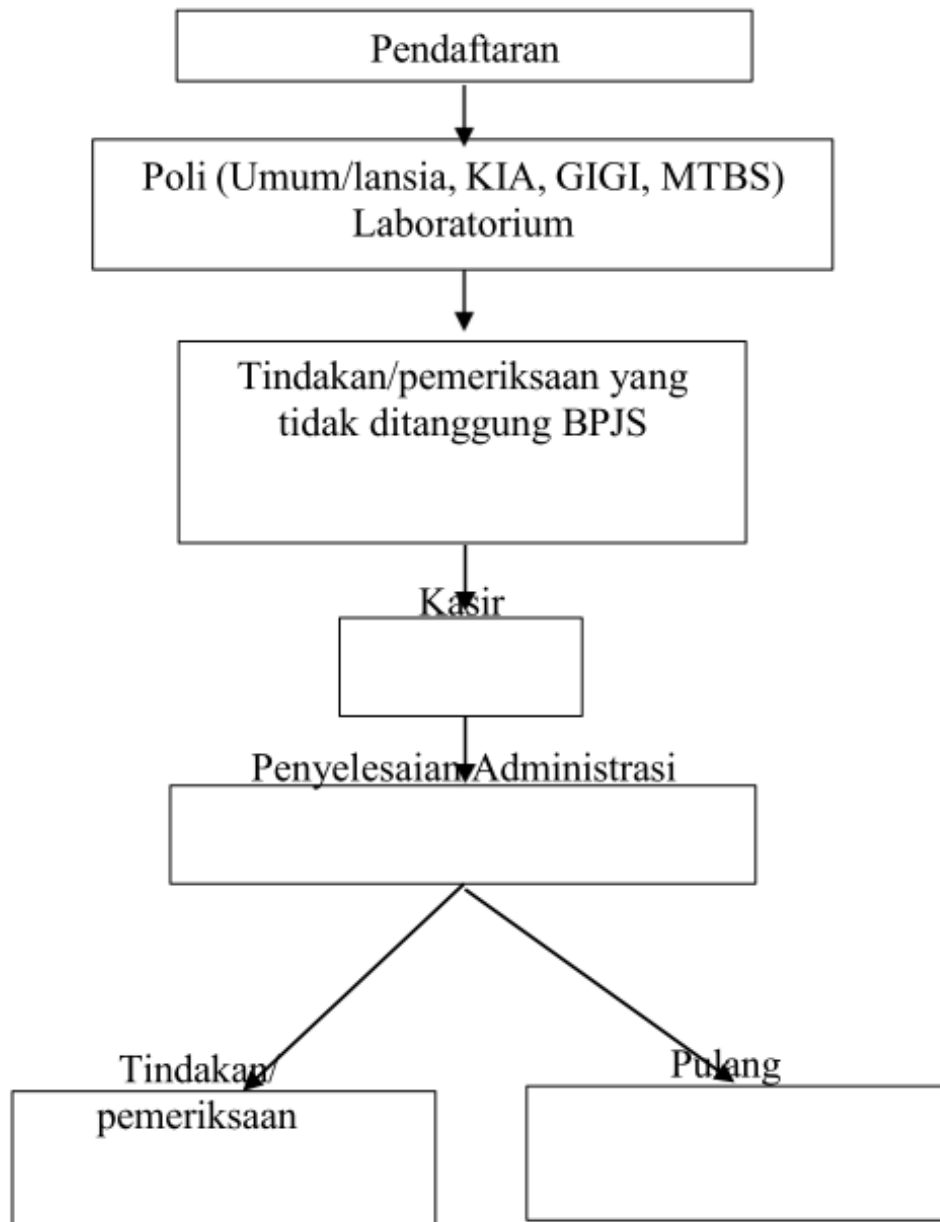 Pendaftaran
Poli (Umum/lansia, KIA, GIGI, MTBS)
Laboratorium
Tindakan/pemeriksaan yang
tidak ditanggung BPJS
Kasir
Penyelesaian Administrasi
Tindakan/
pemeriksaan
Pulang